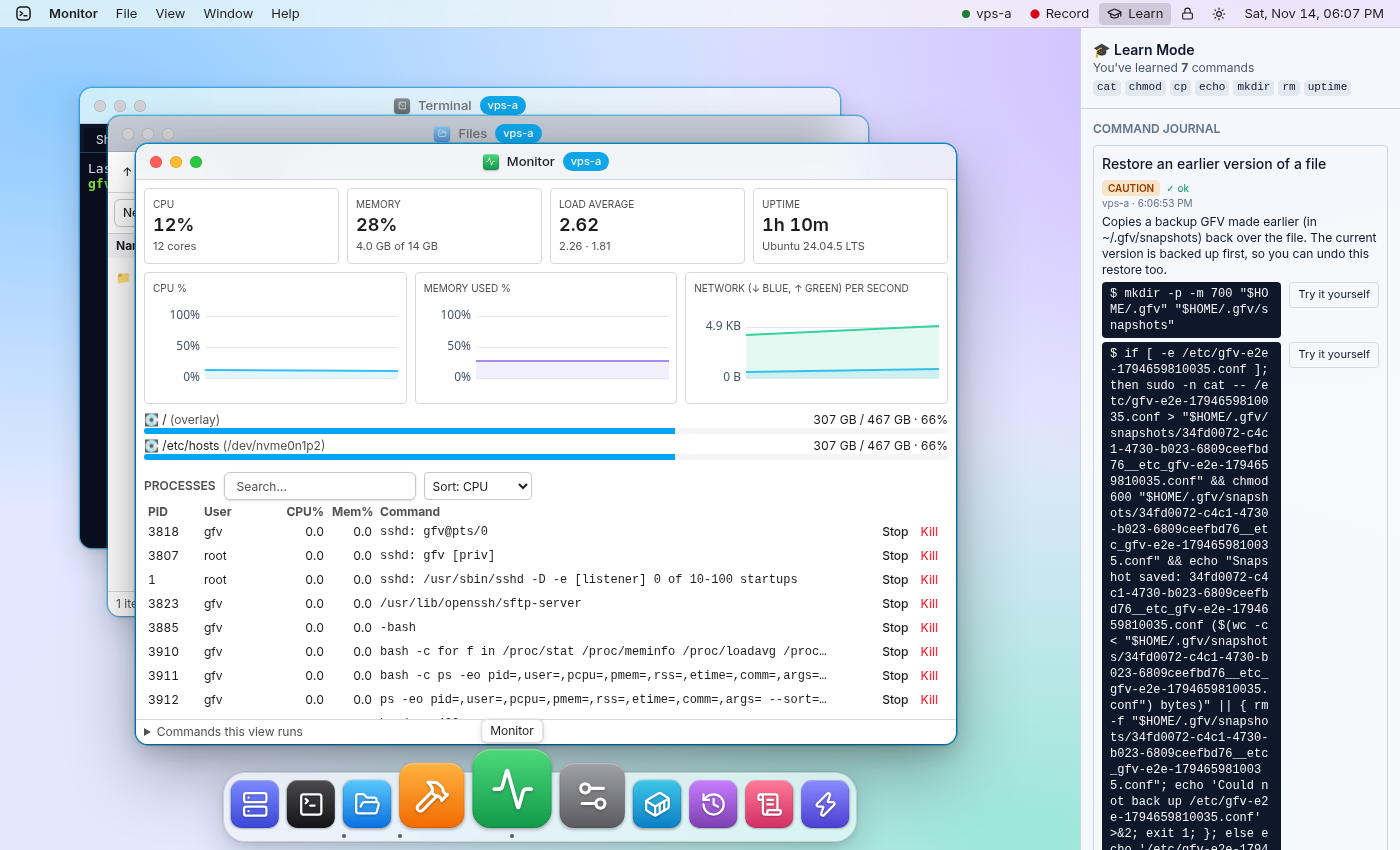 Monitor File View Window Help
vps-a Record Learn Sat, Nov 14, 06:07 PM
Terminal vps-a
Files vps-a
Monitor vps-a
CPU
12%
12 cores
MEMORY
28%
4.0 GB of 14 GB
LOAD AVERAGE
2.62
2.26 · 1.81
UPTIME
1h 10m
Ubuntu 24.04.5 LTS
CPU %
100%
50%
0%
MEMORY USED %
100%
50%
0%
NETWORK (↓ BLUE, ↑ GREEN) PER SECOND
4.9 KB
0 B
/ (overlay) 307 GB / 467 GB · 66%
/etc/hosts (/dev/nvme0n1p2) 307 GB / 467 GB · 66%
PROCESSES Search... Sort: CPU
PID User CPU% Mem% Command
3818 gfv 0.0 0.0 sshd: gfv@pts/0 Stop Kill
3807 root 0.0 0.0 sshd: gfv [priv] Stop Kill
1 root 0.0 0.0 sshd: /usr/sbin/sshd -D -e [listener] 0 of 10-100 startups Stop Kill
3823 gfv 0.0 0.0 /usr/lib/openssh/sftp-server Stop Kill
3885 gfv 0.0 0.0 -bash Stop Kill
3910 gfv 0.0 0.0 bash -c for f in /proc/stat /proc/meminfo /proc/loadavg /proc… Stop Kill
3911 gfv 0.0 0.0 bash -c ps -eo pid=,user=,pcpu=,pmem=,rss=,etime=,comm=,args=… Stop Kill
3912 gfv 0.0 0.0 ps -eo pid=,user=,pcpu=,pmem=,rss=,etime=,comm=,args= --sort=… Stop Kill
Commands this view runs
Monitor
Learn Mode
You've learned 7 commands
cat chmod cp echo mkdir rm uptime
COMMAND JOURNAL
Restore an earlier version of a file
CAUTION ✓ ok
vps-a · 6:06:53 PM
Copies a backup GFV made earlier (in
~/.gfv/snapshots) back over the file. The current
version is backed up first, so you can undo this
restore too.
$ mkdir -p -m 700 "$HO
ME/.gfv" "$HOME/.gfv/s
napshots"
Try it yourself
$ if [ -e /etc/gfv-e2e
-1794659810035.conf ];
then sudo -n cat -- /e
tc/gfv-e2e-17946598100
35.conf > "$HOME/.gfv/
snapshots/34fd0072-c4c
1-4730-b023-6809ceefbd
76__etc_gfv-e2e-179465
9810035.conf" && chmod
600 "$HOME/.gfv/snapsh
ots/34fd0072-c4c1-4730
-b023-6809ceefbd76__et
c_gfv-e2e-179465981003
5.conf" && echo "Snaps
hot saved: 34fd0072-c4
c1-4730-b023-6809ceefb
d76__etc_gfv-e2e-17946
59810035.conf ($(wc -c
< "$HOME/.gfv/snapshot
s/34fd0072-c4c1-4730-b
023-6809ceefbd76__etc_
gfv-e2e-1794659810035.
conf") bytes)" || { rm
-f "$HOME/.gfv/snapsho
ts/34fd0072-c4c1-4730-
b023-6809ceefbd76__etc
_gfv-e2e-179465981003
5.conf"; echo 'Could n
ot back up /etc/gfv-e2
e-1794659810035.conf'
>&2; exit 1; }; else e
cho '/etc/gfv-e2e-1794
Try it yourself